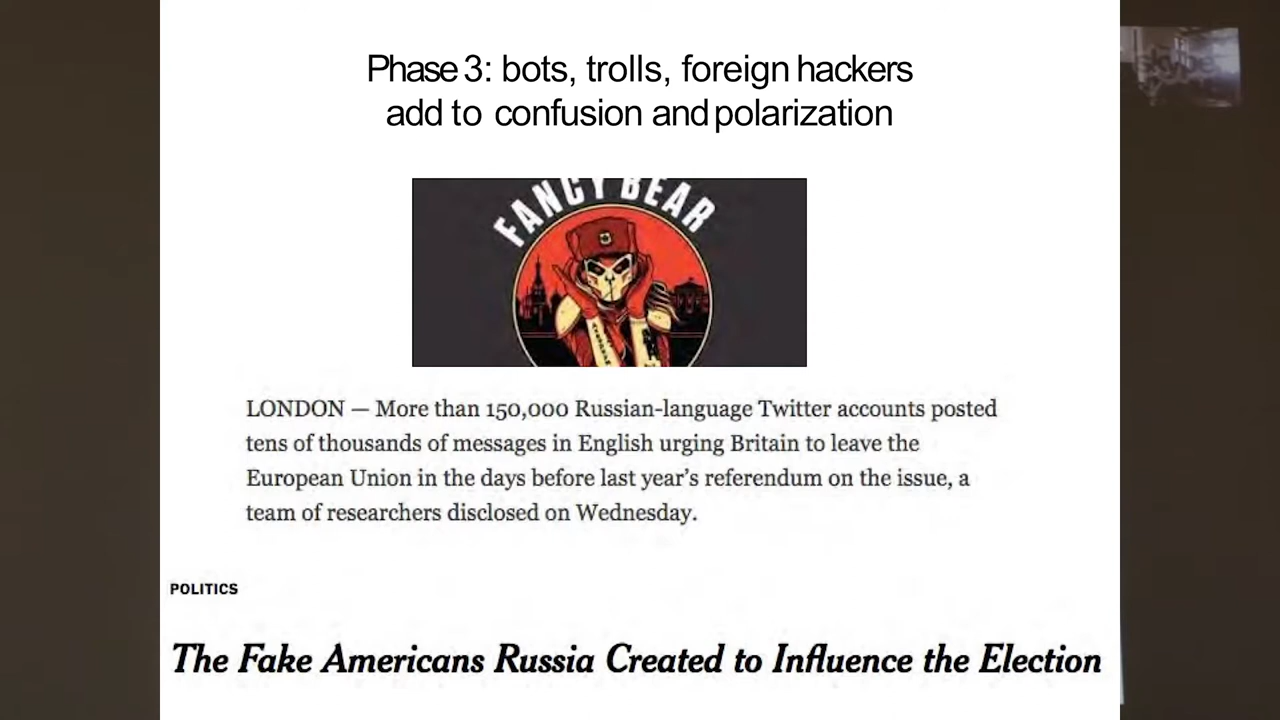 Phase 3: bots, trolls, foreign hackers
add to confusion and polarization
FANCY BEAR
LONDON — More than 150,000 Russian-language Twitter accounts posted
tens of thousands of messages in English urging Britain to leave the
European Union in the days before last year’s referendum on the issue, a
team of researchers disclosed on Wednesday.
POLITICS
The Fake Americans Russia Created to Influence the Election